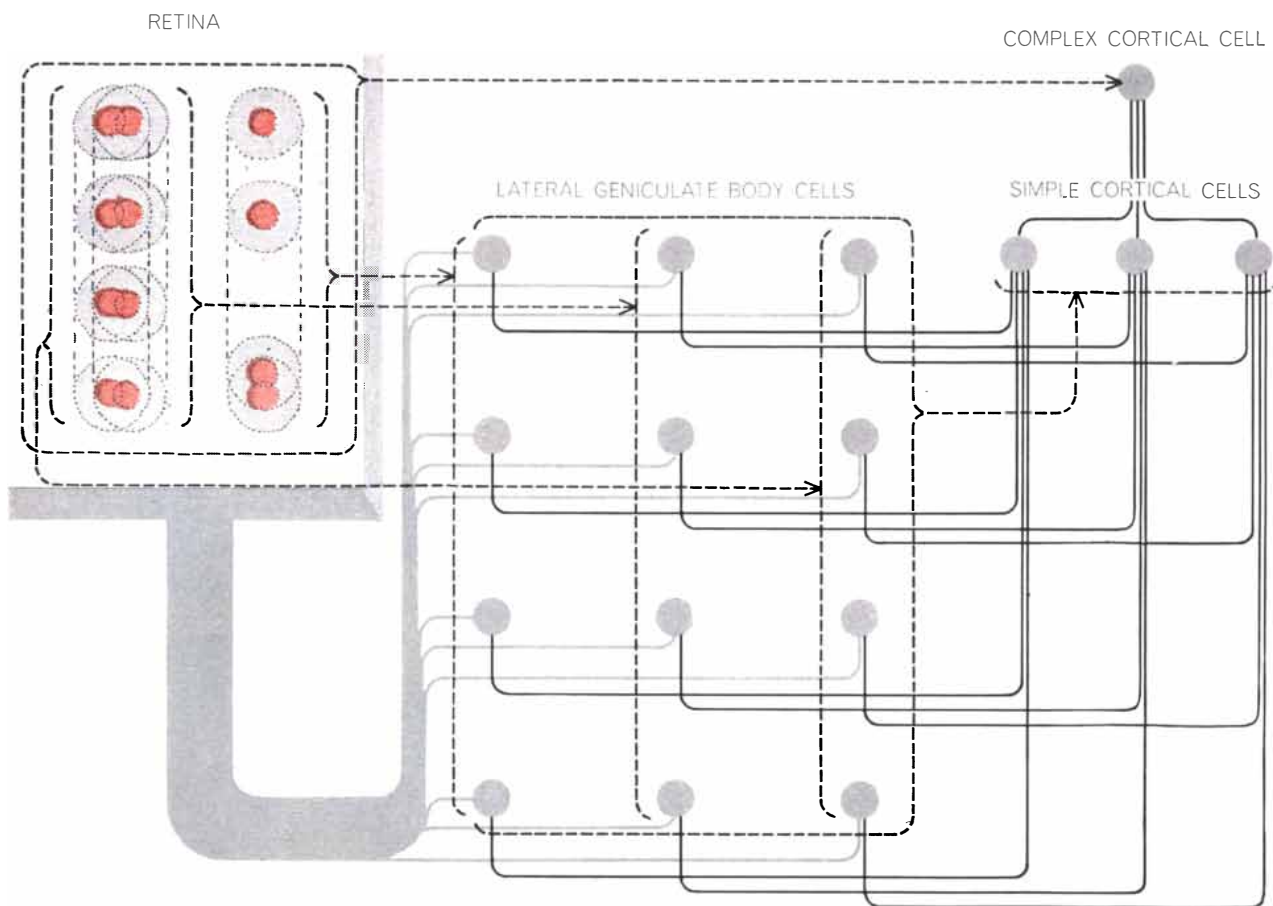 RETINA
COMPLEX CORTICAL CELL
LATERAL GENICULATE BODY CELLS
SIMPLE CORTICAL CELLS